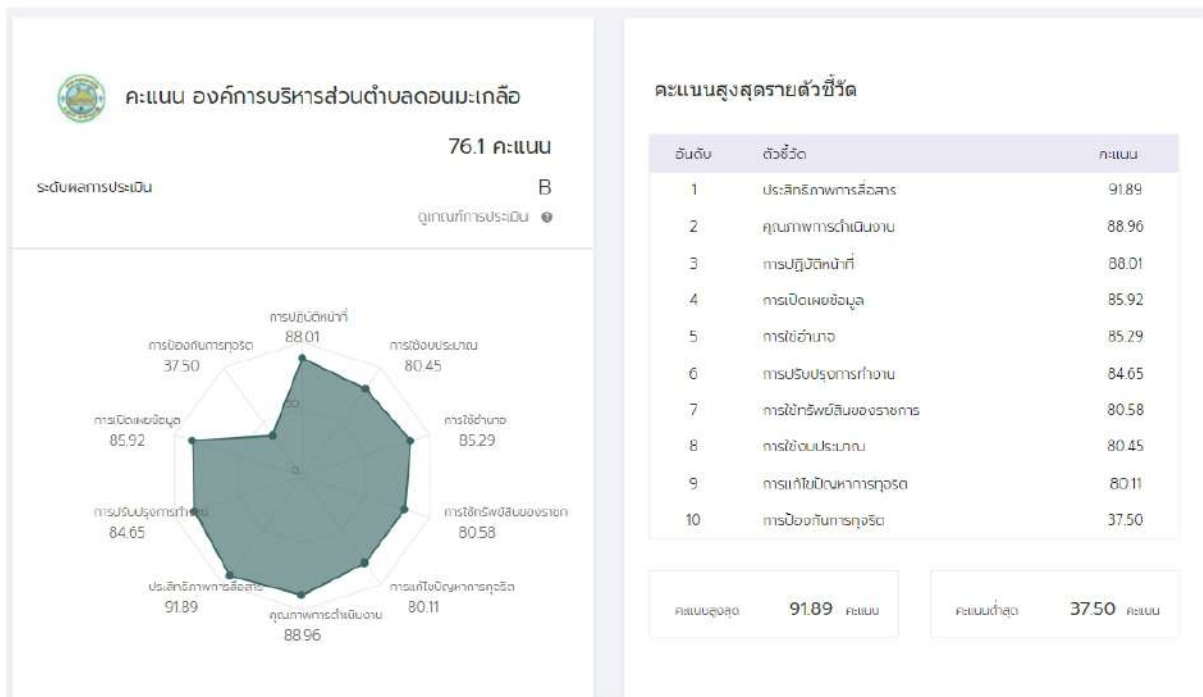 คะแนน องค์การบริหารส่วนตำบลดอนมะเกลือ
76.1 คะแนน
ระดับผลการประเมิน B
ดูเกณฑ์การประเมิน
การปฏิบัติหน้าที่
88.01
การป้องกันการทุจริต
37.50
การใช้งบประมาณ
80.45
การเปิดเผยข้อมูล
85.92
การใช้อำนาจ
85.29
50
0
การปรับปรุงการทำงาน
84.65
การใช้ทรัพย์สินของราชก
80.58
ประสิทธิภาพการสื่อสาร
91.89
การแก้ไขปัญหาการทุจริต
80.11
คุณภาพการดำเนินงาน
88.96
คะแนนสูงสุดรายตัวชี้วัด
อันดับ ตัวชี้วัด คะแนน
1 ประสิทธิภาพการสื่อสาร 91.89
2 คุณภาพการดำเนินงาน 88.96
3 การปฏิบัติหน้าที่ 88.01
4 การเปิดเผยข้อมูล 85.92
5 การใช้อำนาจ 85.29
6 การปรับปรุงการทำงาน 84.65
7 การใช้ทรัพย์สินของราชการ 80.58
8 การใช้งบประมาณ 80.45
9 การแก้ไขปัญหาการทุจริต 80.11
10 การป้องกันการทุจริต 37.50
คะแนนสูงสุด 91.89 คะแนน
คะแนนต่ำสุด 37.50 คะแนน